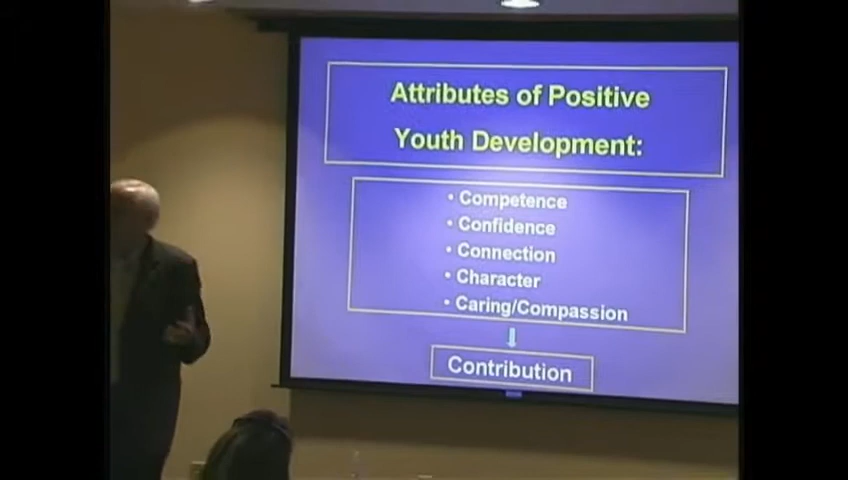 Attributes of Positive
Youth Development:
• Competence
• Confidence
• Connection
• Character
• Caring/Compassion
Contribution